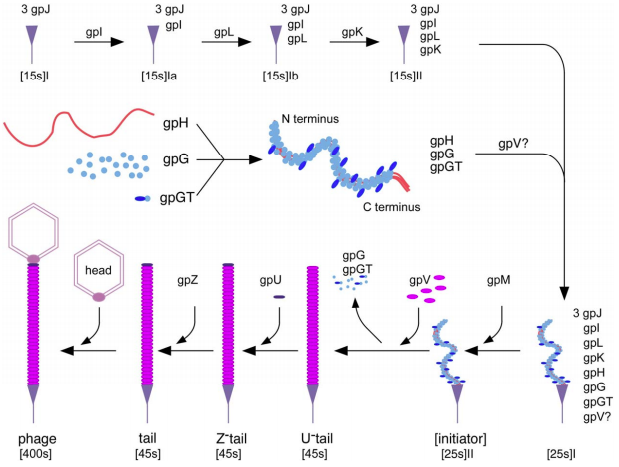 3 gpJ
3 gpJ
gpI
3 gpJ
gpI
gpL
3 gpJ
gpI
gpL
gpK
gpI
gpL
gpK
[15s]I
[15s]Ia
[15s]Ib
[15s]II
gpH
gpG
gpGT
N terminus
C terminus
gpH
gpG
gpGT
gpV?
head
gpZ
gpU
gpG
gpGT
gpV
gpM
3 gpJ
gpI
gpL
gpK
gpH
gpG
gpGT
gpV?
phage
[400s]
tail
[45s]
Z⁻tail
[45s]
U⁻tail
[45s]
[initiator]
[25s]II
[25s]I